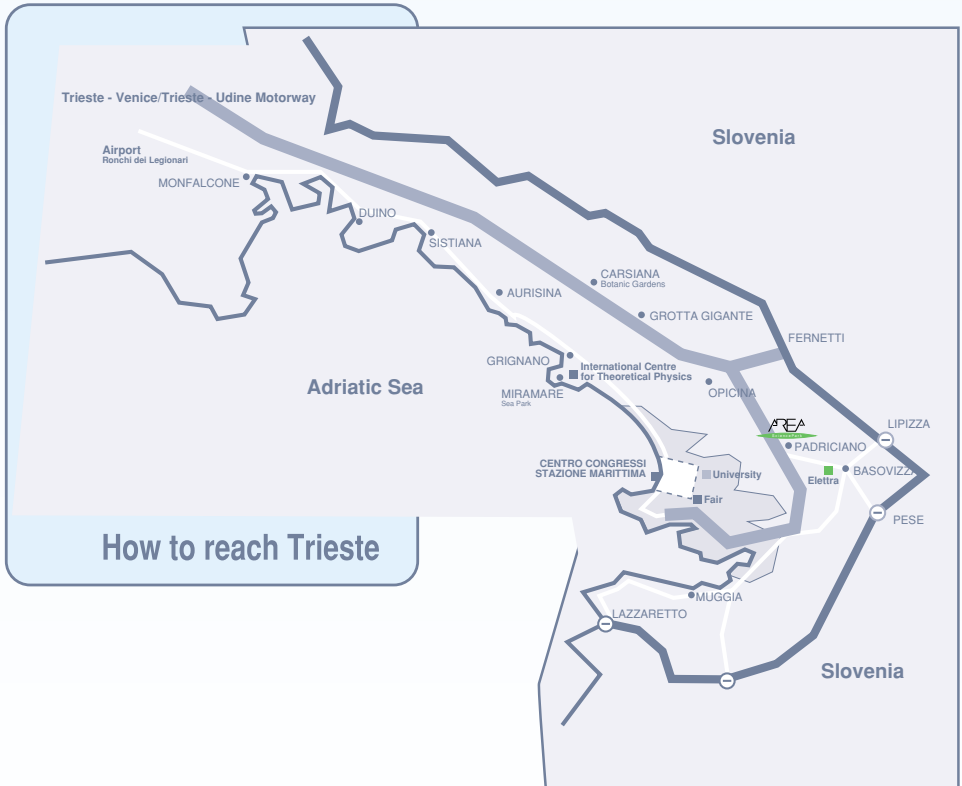 Trieste - Venice/Trieste - Udine Motorway
Slovenia
Airport
Ronchi dei Legionari
MONFALCONE
DUINO
SISTIANA
CARSIANA
Botanic Gardens
AURISINA
GROTTA GIGANTE
FERNETTI
GRIGNANO
International Centre
for Theoretical Physics
Adriatic Sea
MIRAMARE
Sea Park
OPICINA
AREA
SciencePark
LIPIZZA
PADRICIANO
CENTRO CONGRESSI
STAZIONE MARITTIMA
University
Elettra
BASOVIZZA
Fair
PESE
How to reach Trieste
MUGGIA
LAZZARETTO
Slovenia